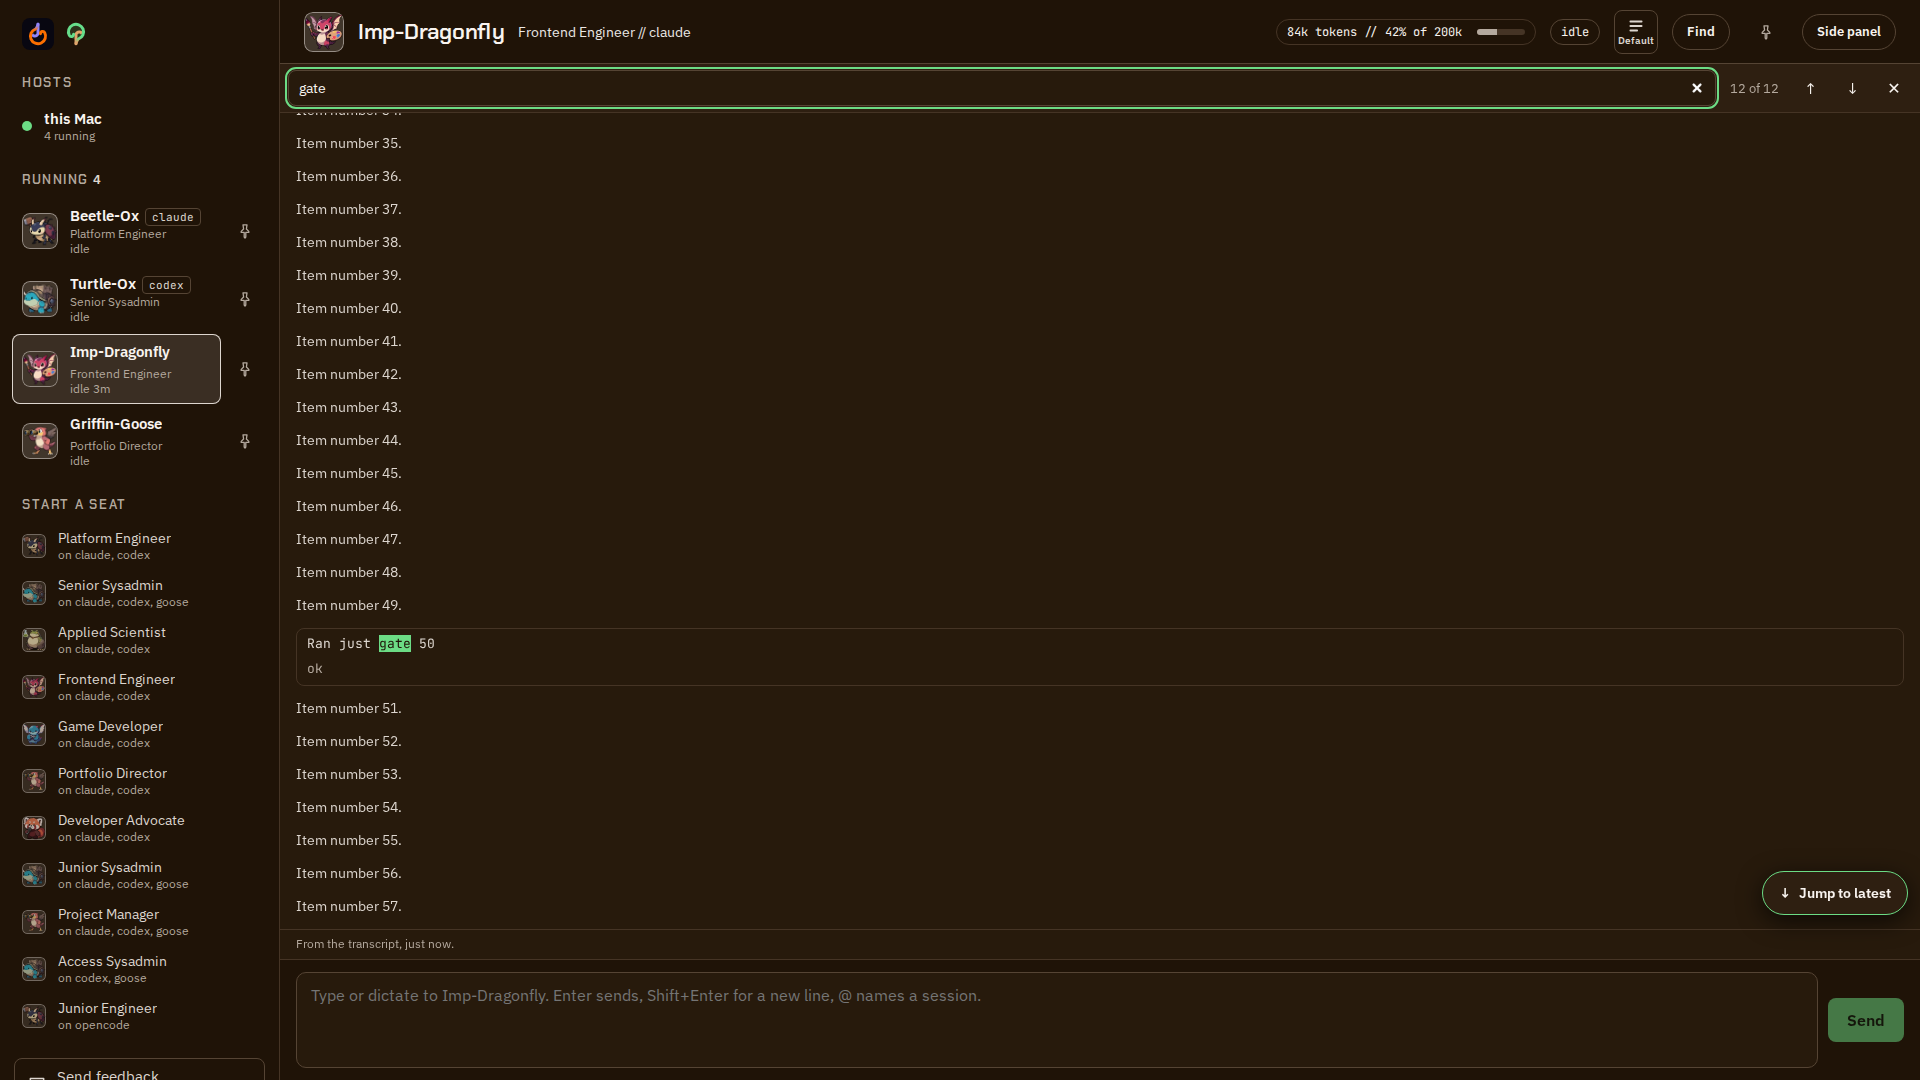 HOSTS
this Mac
4 running
RUNNING 4
Beetle-Ox claude
Platform Engineer
idle
Turtle-Ox codex
Senior Sysadmin
idle
Imp-Dragonfly
Frontend Engineer
idle 3m
Griffin-Goose
Portfolio Director
idle
START A SEAT
Platform Engineer
on claude, codex
Senior Sysadmin
on claude, codex, goose
Applied Scientist
on claude, codex
Frontend Engineer
on claude, codex
Game Developer
on claude, codex
Portfolio Director
on claude, codex
Developer Advocate
on claude, codex
Junior Sysadmin
on claude, codex, goose
Project Manager
on claude, codex, goose
Access Sysadmin
on codex, goose
Junior Engineer
on opencode
Send feedback
Imp-Dragonfly Frontend Engineer // claude
84k tokens // 42% of 200k
idle
Default
Find
Side panel
gate
12 of 12
Item number 35.
Item number 36.
Item number 37.
Item number 38.
Item number 39.
Item number 40.
Item number 41.
Item number 42.
Item number 43.
Item number 44.
Item number 45.
Item number 46.
Item number 47.
Item number 48.
Item number 49.
Ran just gate 50
ok
Item number 51.
Item number 52.
Item number 53.
Item number 54.
Item number 55.
Item number 56.
Item number 57.
↓ Jump to latest
From the transcript, just now.
Type or dictate to Imp-Dragonfly. Enter sends, Shift+Enter for a new line, @ names a session.
Send